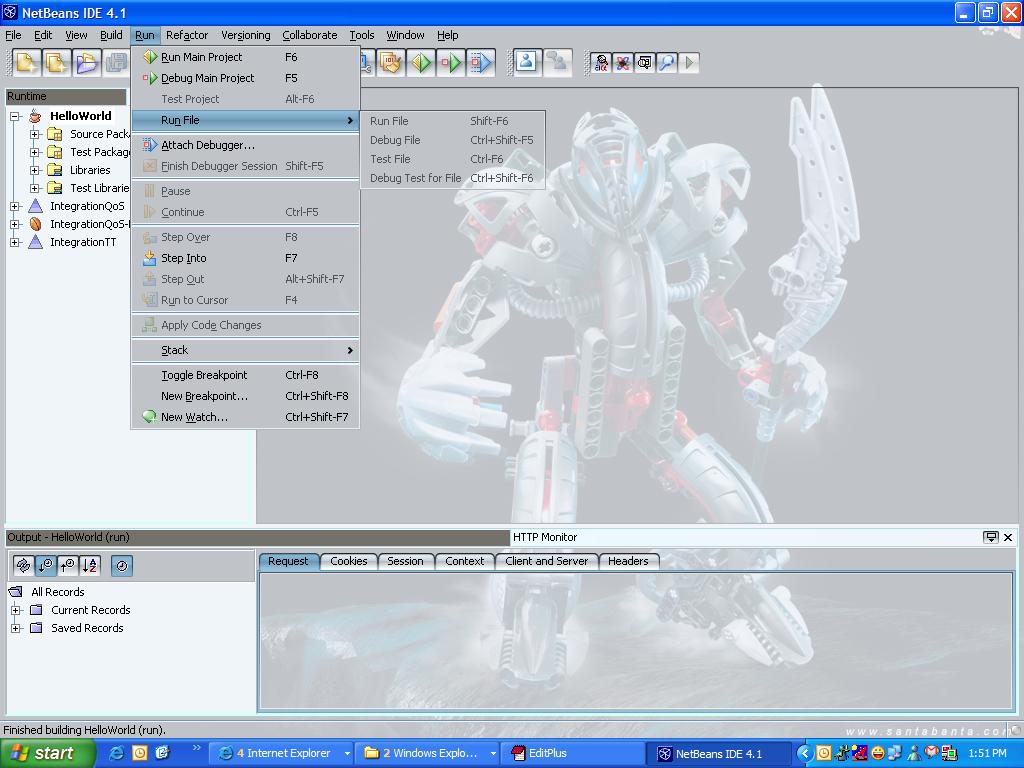 NetBeans IDE 4.1
File Edit View Build Run Refactor Versioning Collaborate Tools Window Help
Run Main Project F6
Debug Main Project F5
Test Project Alt-F6
Run File
Attach Debugger...
Finish Debugger Session Shift-F5
Pause
Continue Ctrl-F5
Step Over F8
Step Into F7
Step Out Alt+Shift-F7
Run to Cursor F4
Apply Code Changes
Stack
Toggle Breakpoint Ctrl-F8
New Breakpoint... Ctrl+Shift-F8
New Watch... Ctrl+Shift-F7
Run File Shift-F6
Debug File Ctrl+Shift-F5
Test File Ctrl-F6
Debug Test for File Ctrl+Shift-F6
Runtime
HelloWorld
Source Pack
Test Package
Libraries
Test Librarie
IntegrationQoS
IntegrationQoS-
IntegrationTT
Output - HelloWorld (run)
HTTP Monitor
All Records
Current Records
Saved Records
Request Cookies Session Context Client and Server Headers
Finished building HelloWorld (run).
www.santabanta.com
start
4 Internet Explorer
2 Windows Explo...
EditPlus
NetBeans IDE 4.1
1:51 PM